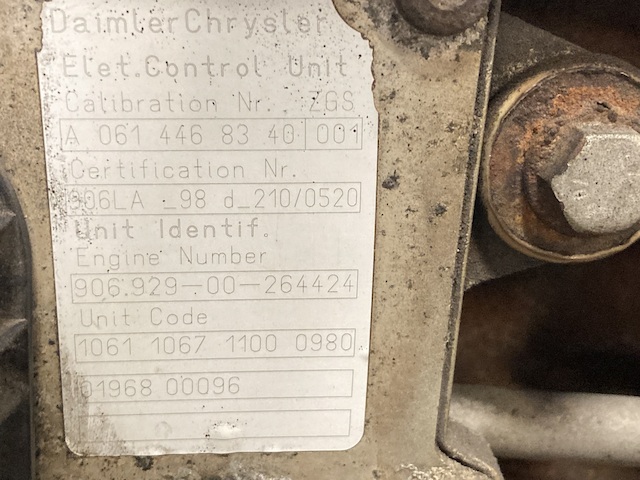 DaimlerChrysler
Elet.Control Unit
Calibration Nr. ZGS
A 061 446 83 40 001
Certification Nr.
906LA _98 d_210/0520
Unit Identif.
Engine Number
906.929-00-264424
Unit Code
1061 1067 1100 0980
01968 00096